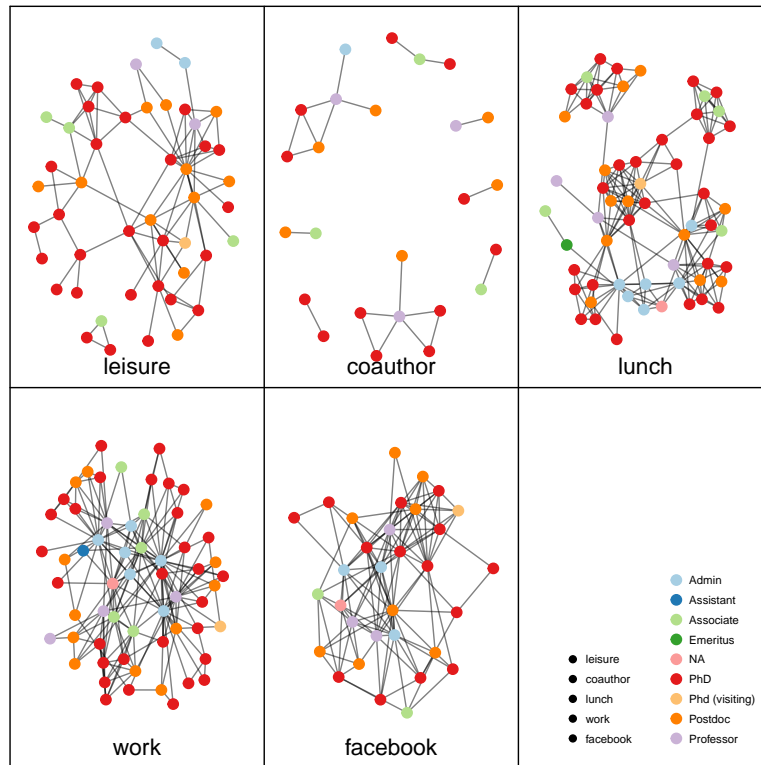 leisure
coauthor
lunch
work
facebook
leisure
coauthor
lunch
work
facebook
Admin
Assistant
Associate
Emeritus
NA
PhD
Phd (visiting)
Postdoc
Professor